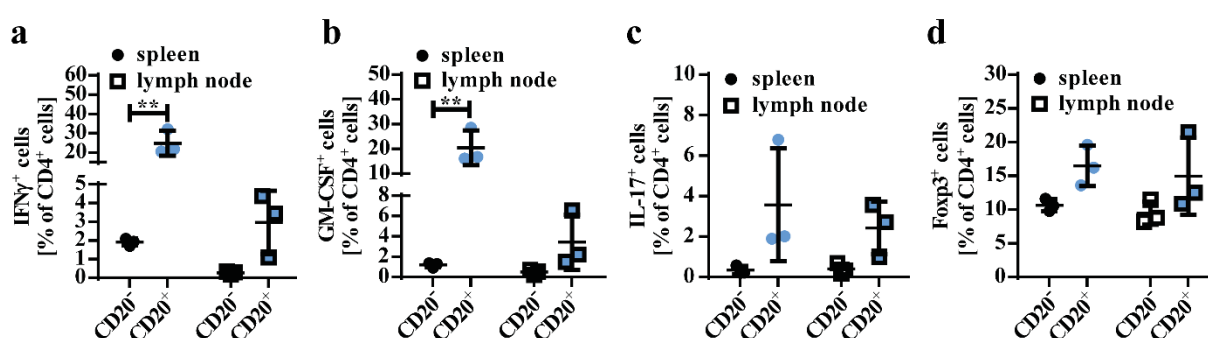 a
● spleen
□ lymph node
IFNγ⁺ cells
[% of CD4⁺ cells]
60
50
40
30
20
5
4
3
2
1
0
**
CD20⁻
CD20⁺
CD20⁻
CD20⁺
b
● spleen
□ lymph node
GM-CSF⁺ cells
[% of CD4⁺ cells]
50
40
30
20
10
8
6
4
2
0
**
CD20⁻
CD20⁺
CD20⁻
CD20⁺
c
● spleen
□ lymph node
IL-17⁺ cells
[% of CD4⁺ cells]
10
8
6
4
2
0
CD20⁻
CD20⁺
CD20⁻
CD20⁺
d
● spleen
□ lymph node
Foxp3⁺ cells
[% of CD4⁺ cells]
30
25
20
15
10
5
0
CD20⁻
CD20⁺
CD20⁻
CD20⁺